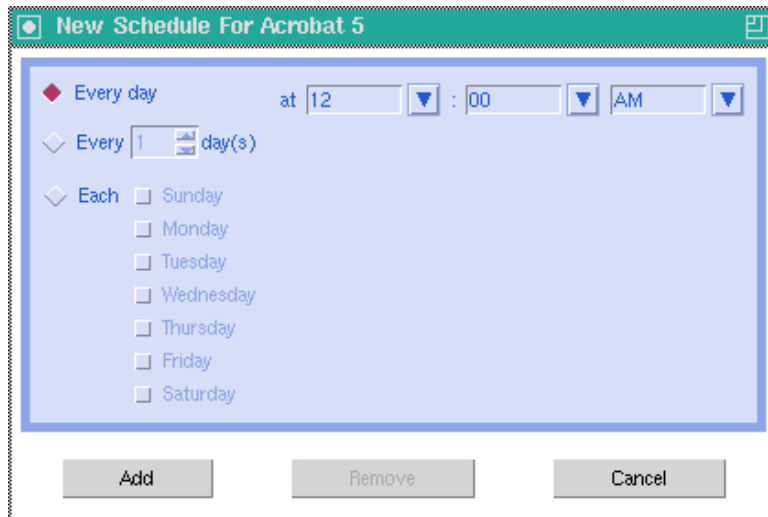 New Schedule For Acrobat 5
Every day at 12 : 00 AM
Every 1 day(s)
Each Sunday
Monday
Tuesday
Wednesday
Thursday
Friday
Saturday
Add Remove Cancel